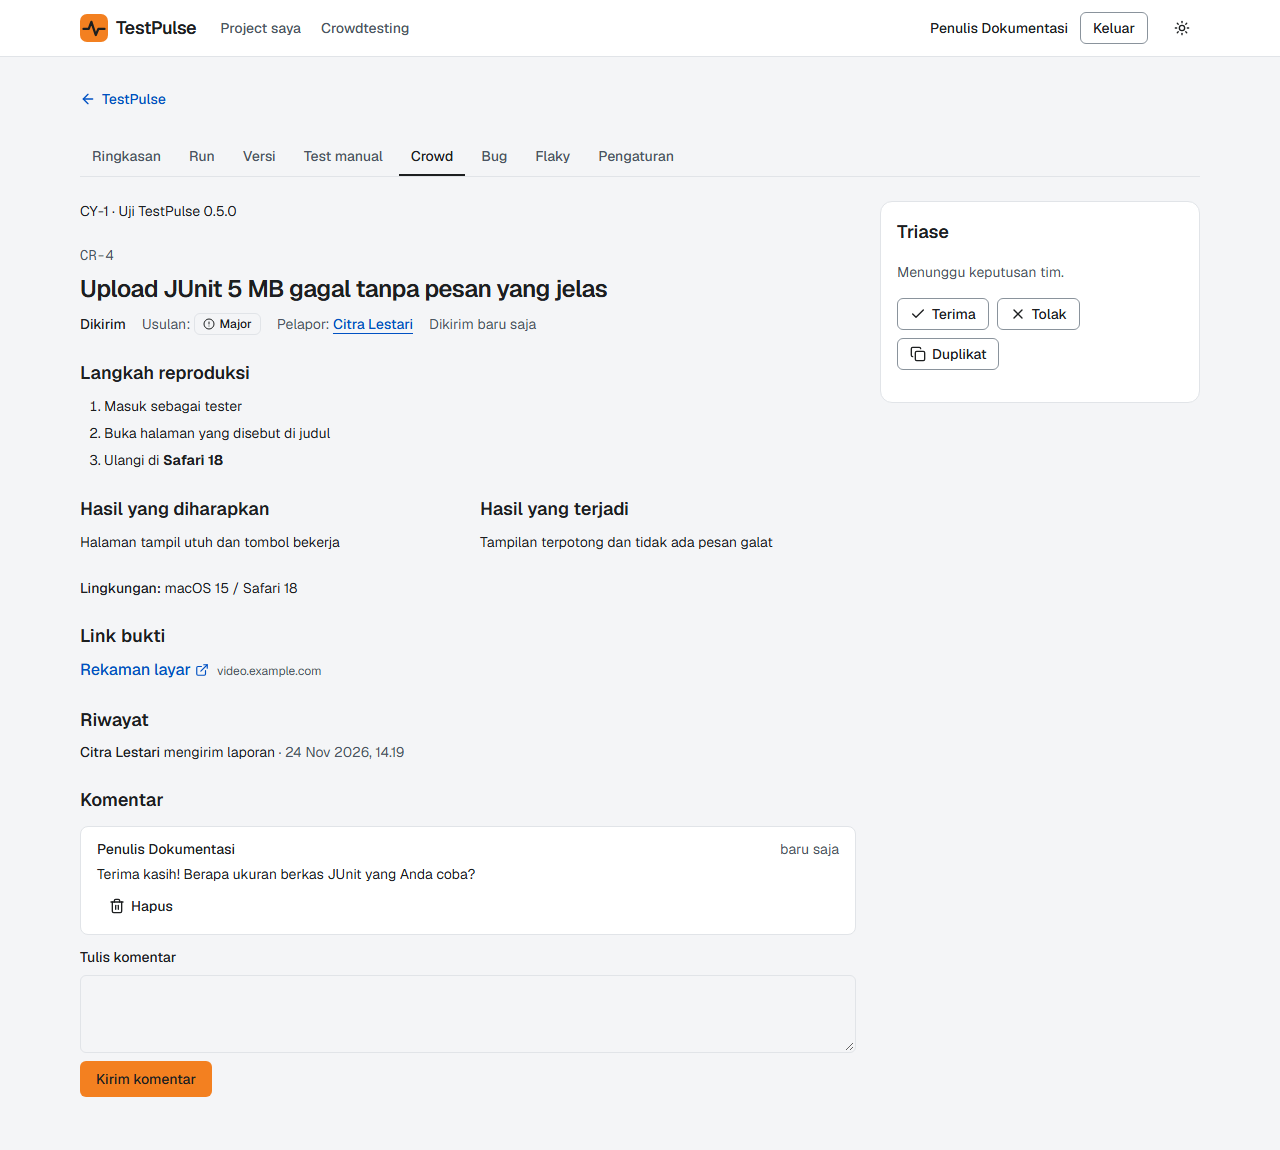 TestPulse
Project saya
Crowdtesting
Penulis Dokumentasi
Keluar
TestPulse
Ringkasan
Run
Versi
Test manual
Crowd
Bug
Flaky
Pengaturan
CY-1 · Uji TestPulse 0.5.0
CR-4
Upload JUnit 5 MB gagal tanpa pesan yang jelas
Dikirim
Usulan: Major
Pelapor: Citra Lestari
Dikirim baru saja
Langkah reproduksi
1. Masuk sebagai tester
2. Buka halaman yang disebut di judul
3. Ulangi di Safari 18
Hasil yang diharapkan
Halaman tampil utuh dan tombol bekerja
Hasil yang terjadi
Tampilan terpotong dan tidak ada pesan galat
Lingkungan: macOS 15 / Safari 18
Link bukti
Rekaman layar video.example.com
Riwayat
Citra Lestari mengirim laporan · 24 Nov 2026, 14.19
Komentar
Penulis Dokumentasi
baru saja
Terima kasih! Berapa ukuran berkas JUnit yang Anda coba?
Hapus
Tulis komentar
Kirim komentar
Triase
Menunggu keputusan tim.
Terima
Tolak
Duplikat